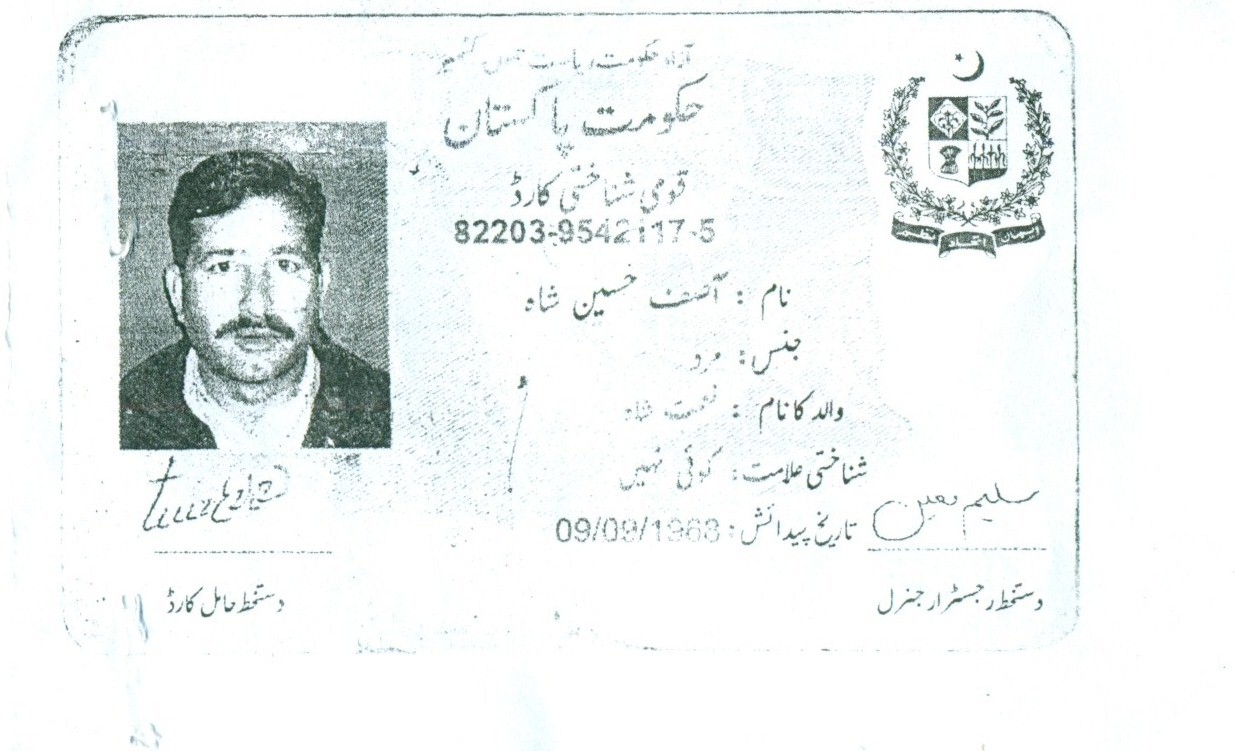 آزاد حکومت ریاست جموں کشمیر
حکومت پاکستان
قومی شناختی کارڈ
82203-9542117-5
نام : آصف حسین شاہ
جنس: مرد
والد کا نام : نعمت شاہ
شناختی علامت: کوئی نہیں
تاریخ پیدائش: 09/09/1968
سلیم معین
دستخط حامل کارڈ
دستخط رجسٹرار جنرل